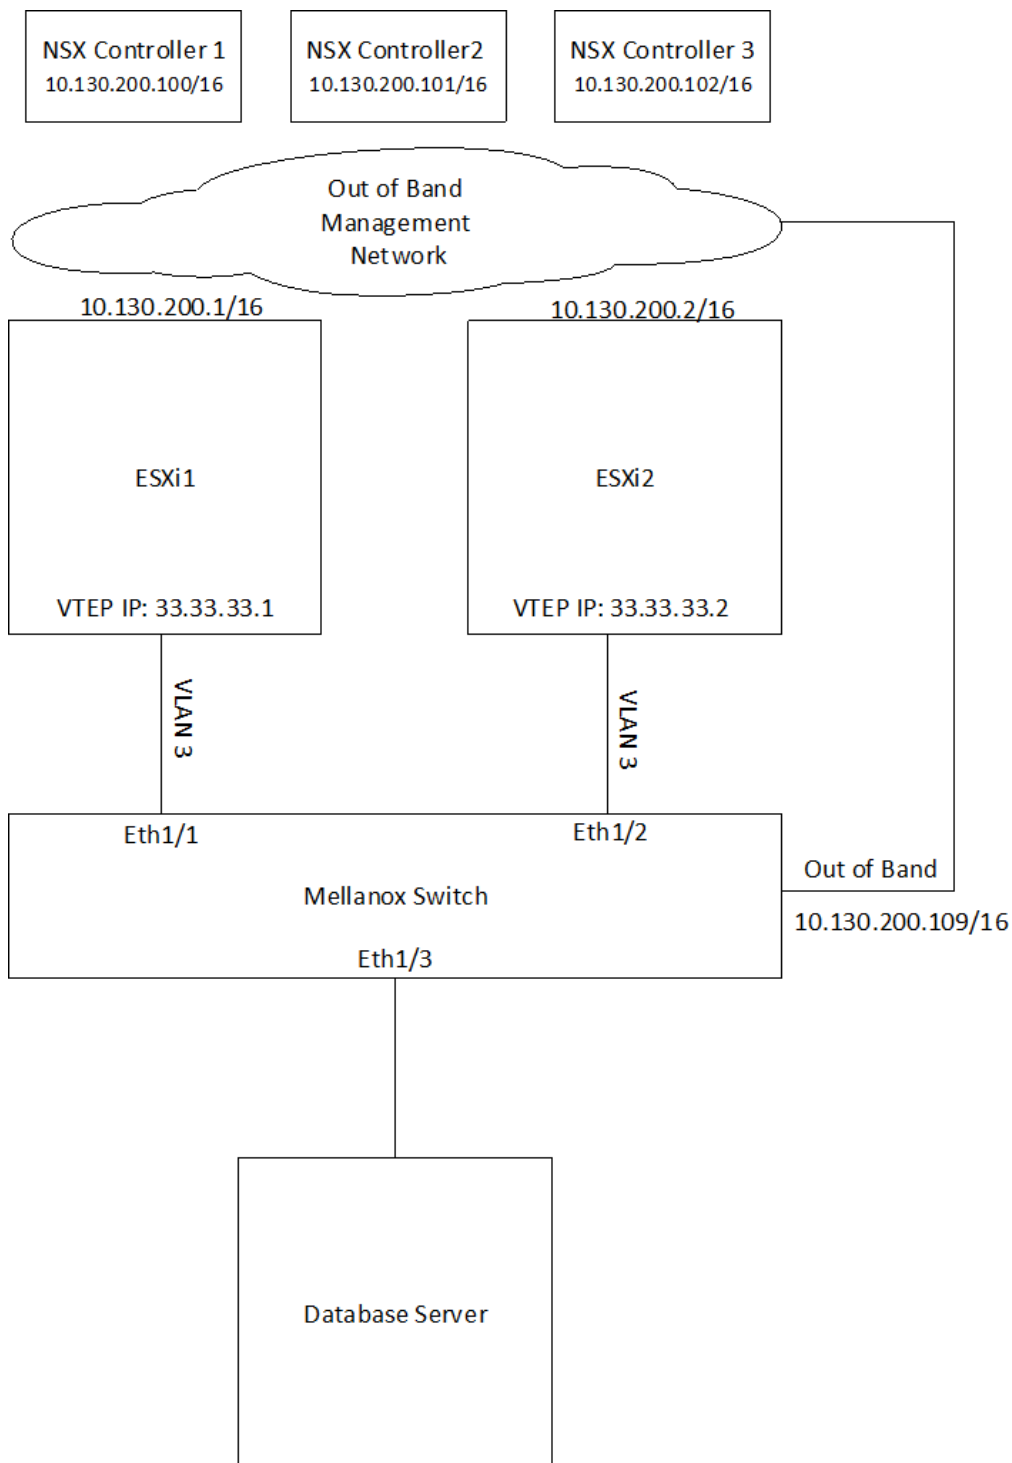 NSX Controller 1
10.130.200.100/16
NSX Controller2
10.130.200.101/16
NSX Controller 3
10.130.200.102/16
Out of Band
Management
Network
10.130.200.1/16
10.130.200.2/16
ESXi1
ESXi2
VTEP IP: 33.33.33.1
VTEP IP: 33.33.33.2
VLAN 3
VLAN 3
Eth1/1
Eth1/2
Mellanox Switch
Out of Band
10.130.200.109/16
Eth1/3
Database Server